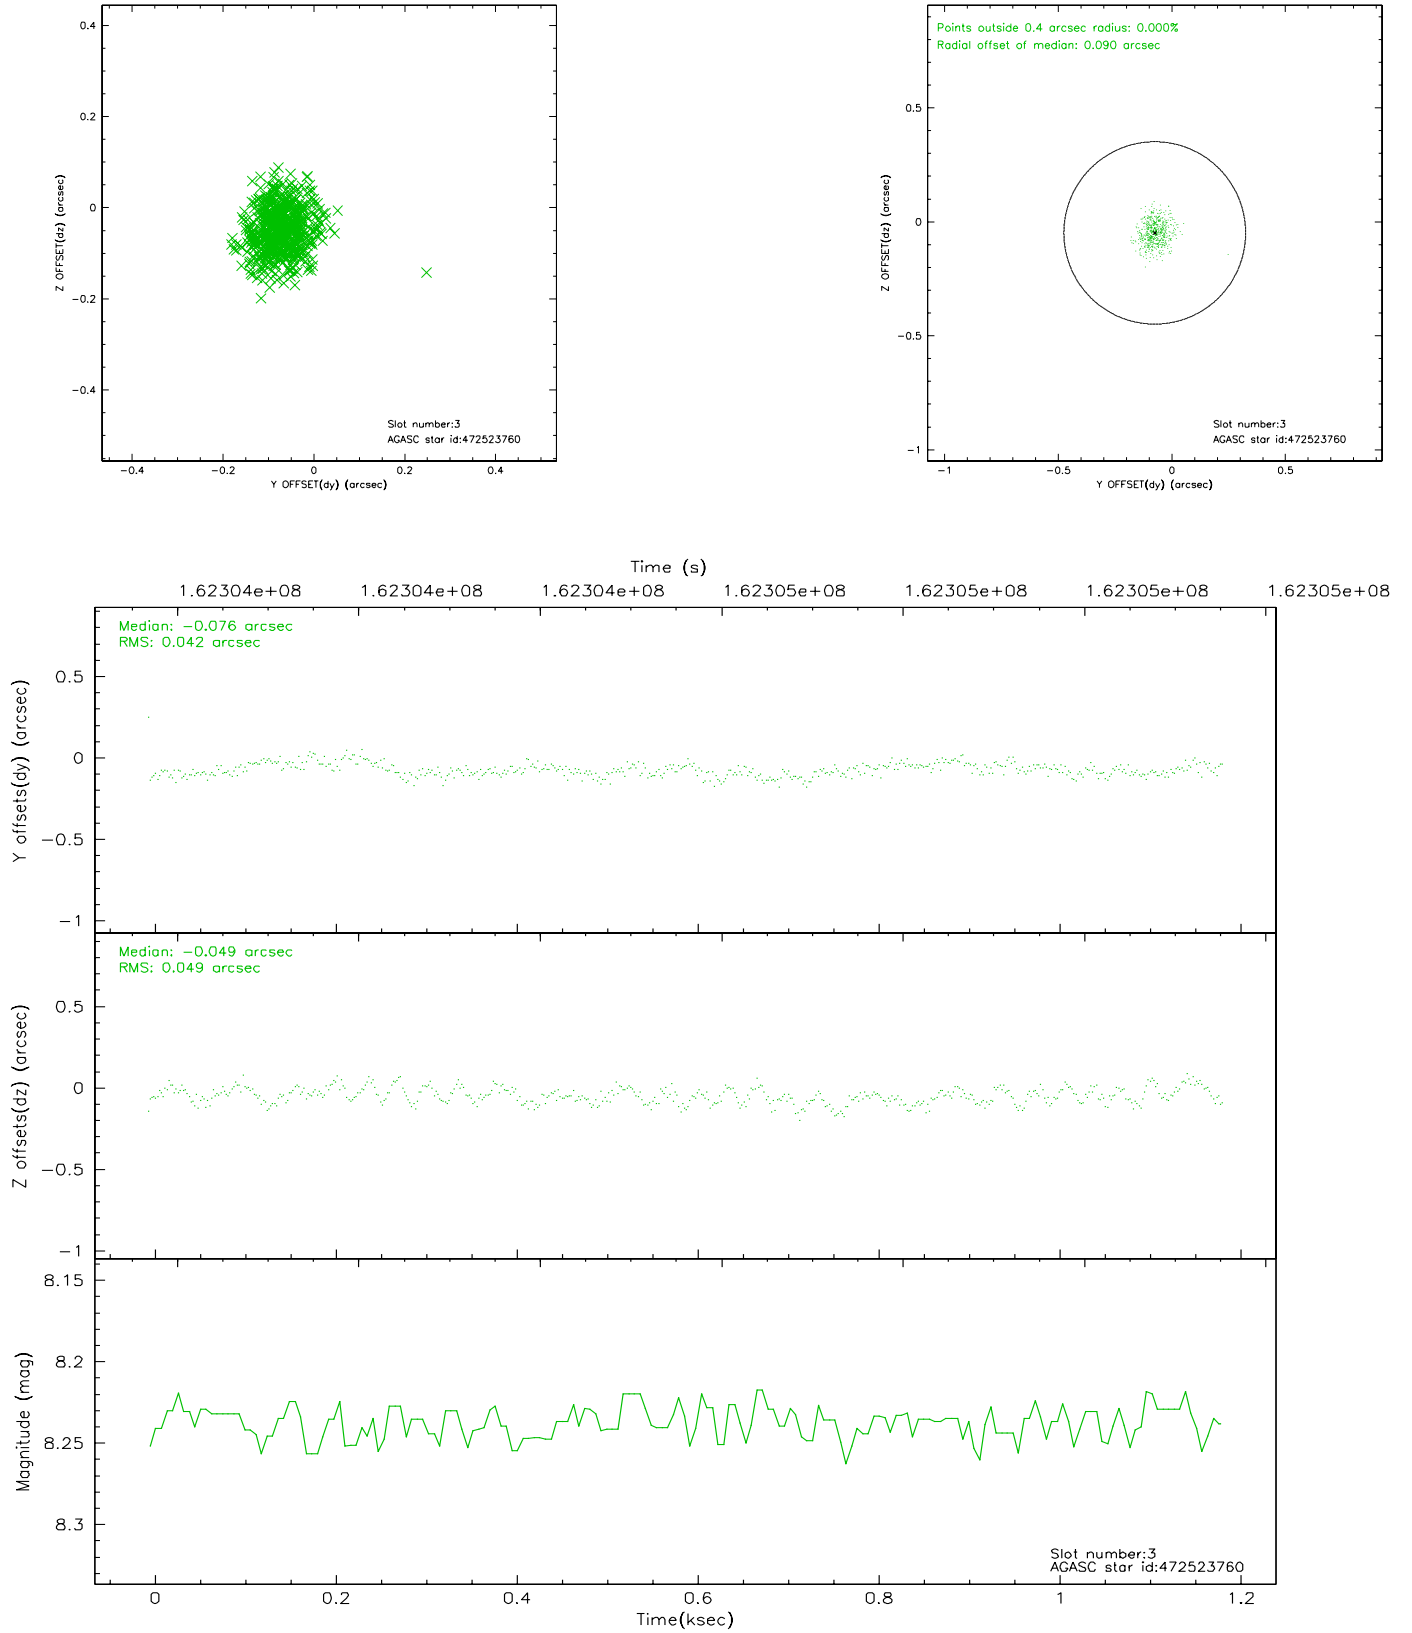 0.4
0.2
0
−0.2
−0.4
Z OFFSET(dz) (arcsec)
Slot number:3
AGASC star id:472523760
−0.4 −0.2 0 0.2 0.4
Y OFFSET(dy) (arcsec)
Points outside 0.4 arcsec radius: 0.000%
Radial offset of median: 0.090 arcsec
0.5
0
−0.5
−1
Z OFFSET(dz) (arcsec)
Slot number:3
AGASC star id:472523760
−1 −0.5 0 0.5
Y OFFSET(dy) (arcsec)
Time (s)
1.62304e+08 1.62304e+08 1.62304e+08 1.62305e+08 1.62305e+08 1.62305e+08 1.62305e+08
Median: −0.076 arcsec
RMS: 0.042 arcsec
0.5
0
−0.5
−1
Y offsets(dy) (arcsec)
Median: −0.049 arcsec
RMS: 0.049 arcsec
0.5
0
−0.5
−1
Z offsets(dz) (arcsec)
8.15
8.2
8.25
8.3
Magnitude (mag)
Slot number:3
AGASC star id:472523760
0 0.2 0.4 0.6 0.8 1 1.2
Time(ksec)